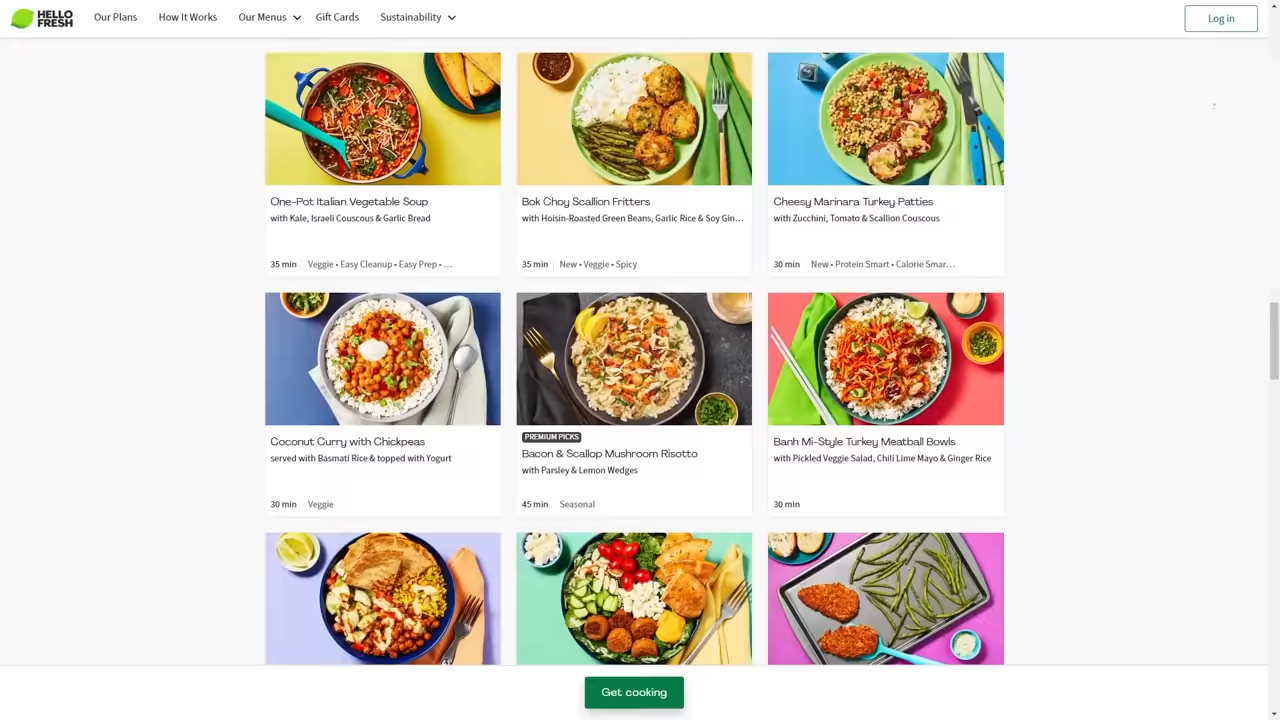 HELLO
FRESH
Our Plans
How It Works
Our Menus
Gift Cards
Sustainability
Log in
One-Pot Italian Vegetable Soup
with Kale, Israeli Couscous & Garlic Bread
35 min
Veggie • Easy Cleanup • Easy Prep • ...
Bok Choy Scallion Fritters
with Hoisin-Roasted Green Beans, Garlic Rice & Soy Gin...
35 min
New • Veggie • Spicy
Cheesy Marinara Turkey Patties
with Zucchini, Tomato & Scallion Couscous
30 min
New • Protein Smart • Calorie Smar...
Coconut Curry with Chickpeas
served with Basmati Rice & topped with Yogurt
30 min
Veggie
PREMIUM PICKS
Bacon & Scallop Mushroom Risotto
with Parsley & Lemon Wedges
45 min
Seasonal
Banh Mi-Style Turkey Meatball Bowls
with Pickled Veggie Salad, Chili Lime Mayo & Ginger Rice
30 min
Get cooking